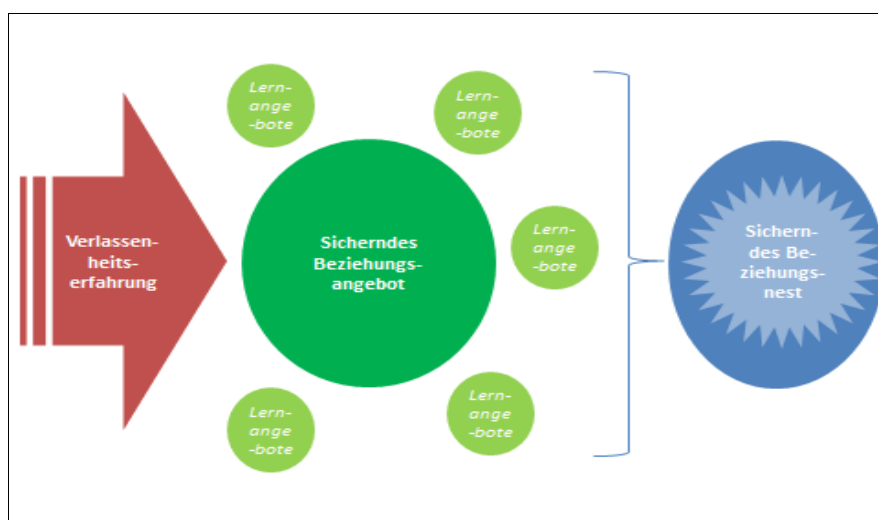 Verlassen-
heits-
erfahrung
Lern-
ange
-bote
Lern-
ange
-bote
Sicherndes
Beziehungs-
angebot
Lern-
ange
-bote
Lern-
ange
-bote
Lern-
ange
-bote
Sichern-
des Be-
ziehungs-
nest